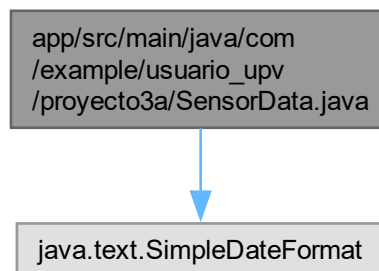 app/src/main/java/com
/example/usuario_upv
/proyecto3a/SensorData.java
java.text.SimpleDateFormat